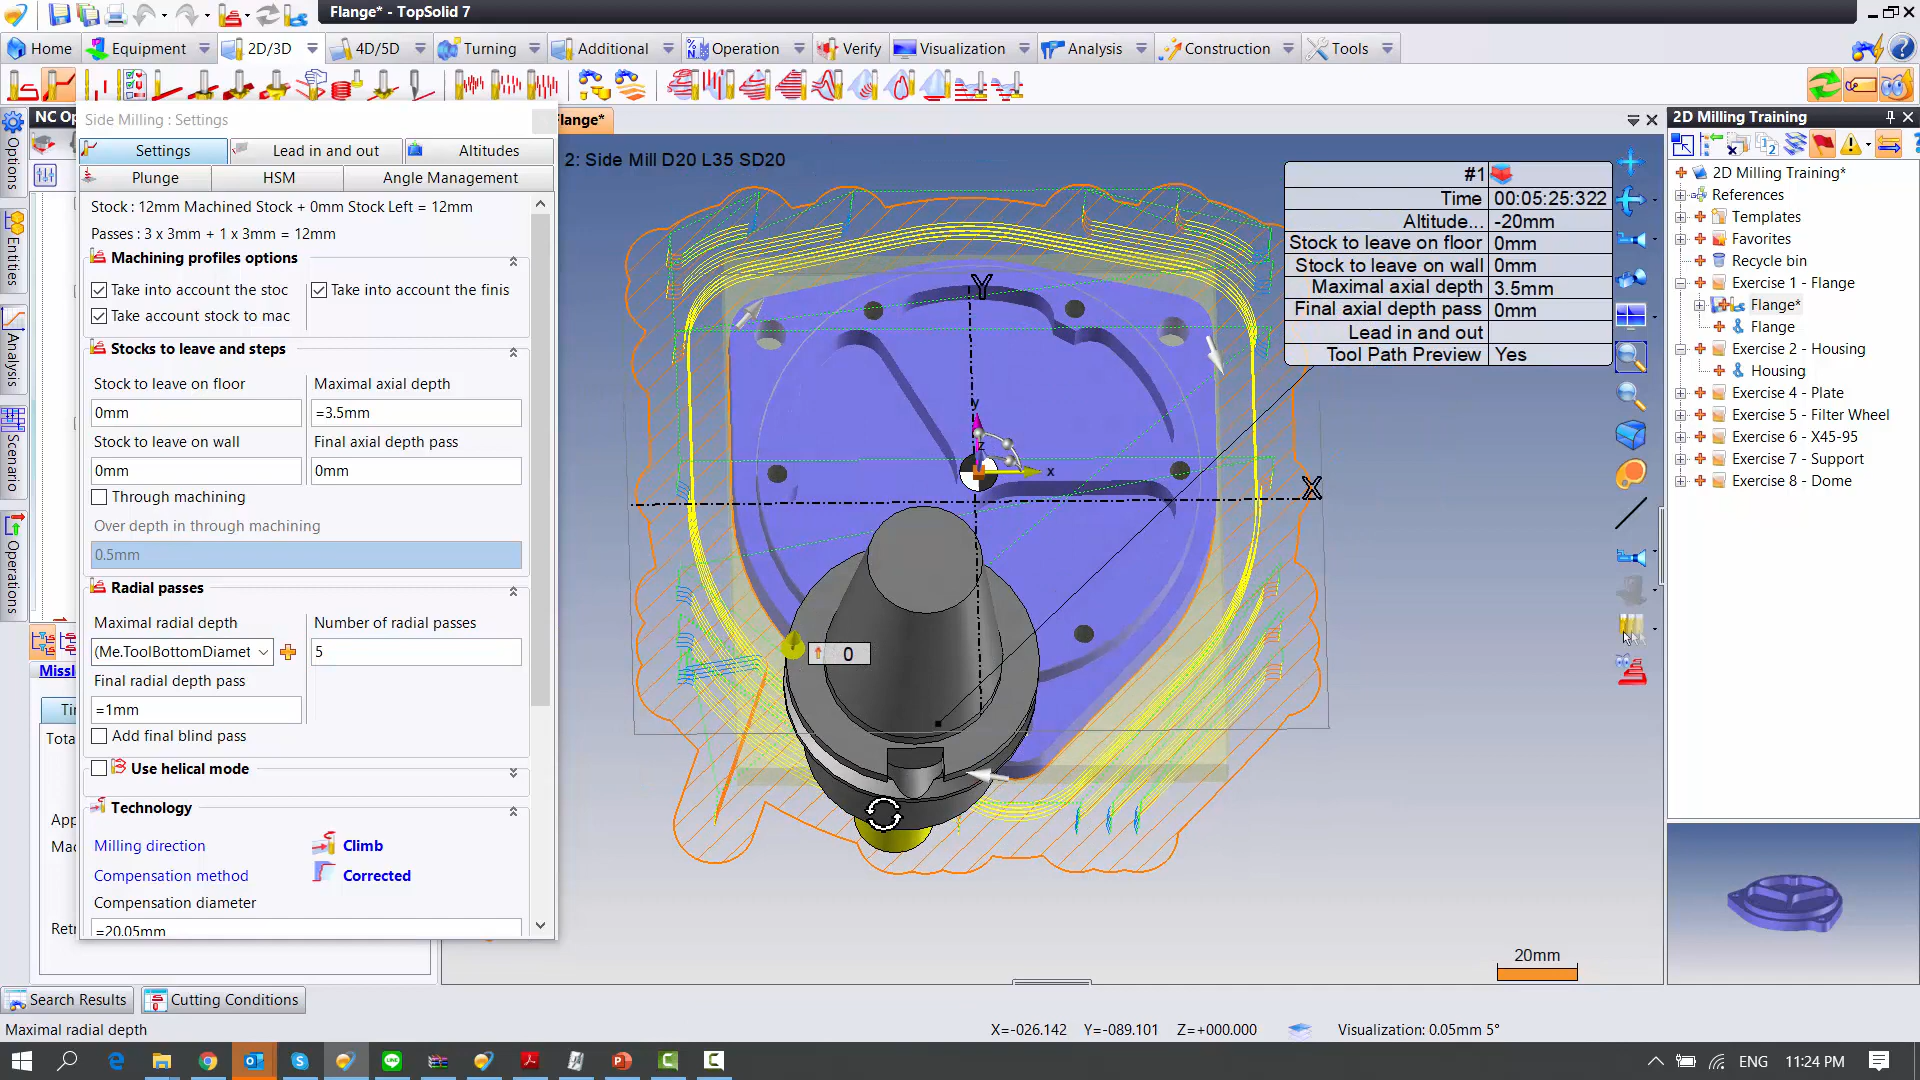 Flange* - TopSolid 7
Home
Equipment
2D/3D
4D/5D
Turning
Additional
Operation
Verify
Visualization
Analysis
Construction
Tools
NC Op
Side Milling : Settings
Flange*
Settings
Lead in and out
Altitudes
Plunge
HSM
Angle Management
Stock : 12mm Machined Stock + 0mm Stock Left = 12mm
Passes : 3 x 3mm + 1 x 3mm = 12mm
Machining profiles options
Take into account the stoc
Take into account the finis
Take account stock to mac
Stocks to leave and steps
Stock to leave on floor
Maximal axial depth
0mm
=3.5mm
Stock to leave on wall
Final axial depth pass
0mm
0mm
Through machining
Over depth in through machining
0.5mm
Radial passes
Maximal radial depth
Number of radial passes
(Me.ToolBottomDiamet
5
Final radial depth pass
=1mm
Add final blind pass
Use helical mode
Technology
Milling direction
Climb
Compensation method
Corrected
Compensation diameter
=20.05mm
Options
Entities
Analysis
Scenario
Operations
Missi
Ti
Tota
App
Mac
Retr
2: Side Mill D20 L35 SD20
#1
Time 00:05:25:322
Altitude... -20mm
Stock to leave on floor 0mm
Stock to leave on wall 0mm
Maximal axial depth 3.5mm
Final axial depth pass 0mm
Lead in and out
Tool Path Preview Yes
Y
y
z
x
X
0
20mm
2D Milling Training
2D Milling Training*
References
Templates
Favorites
Recycle bin
Exercise 1 - Flange
Flange*
Flange
Exercise 2 - Housing
Housing
Exercise 4 - Plate
Exercise 5 - Filter Wheel
Exercise 6 - X45-95
Exercise 7 - Support
Exercise 8 - Dome
Search Results
Cutting Conditions
Maximal radial depth
X=-026.142 Y=-089.101 Z=+000.000
Visualization: 0.05mm 5°
ENG
11:24 PM